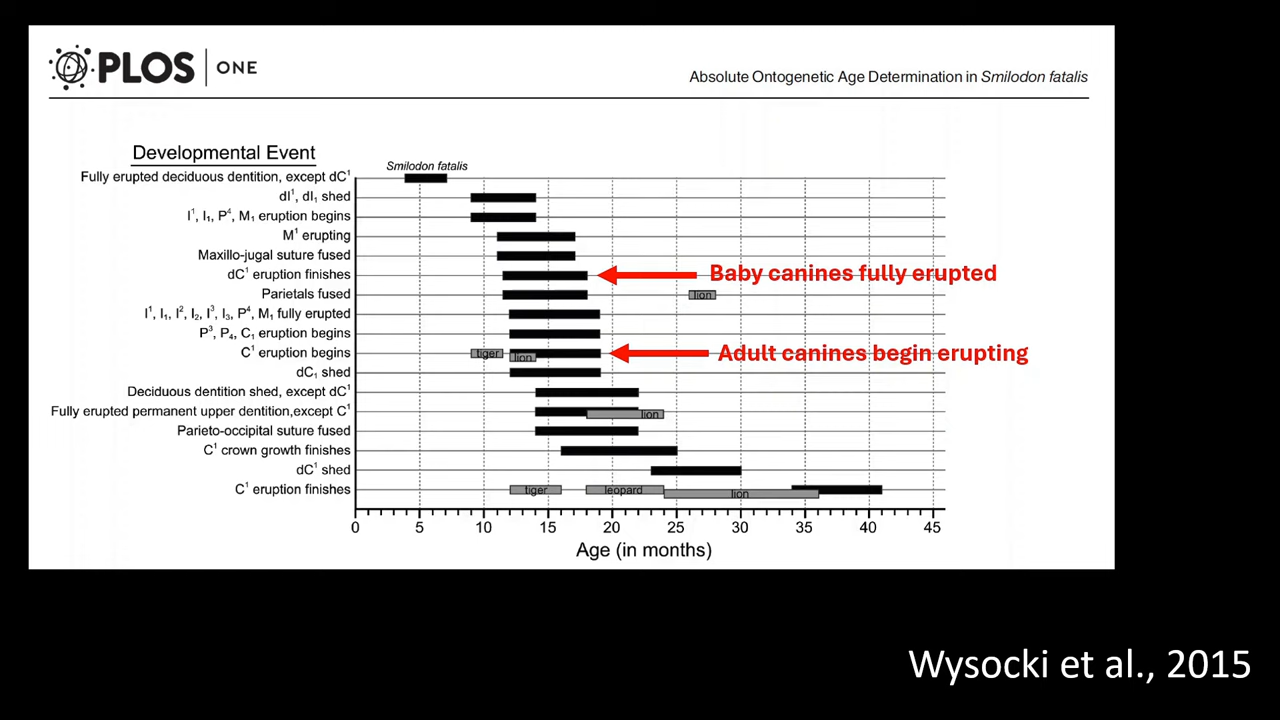 PLOS | ONE
Absolute Ontogenetic Age Determination in Smilodon fatalis
Developmental Event
Smilodon fatalis
Fully erupted deciduous dentition, except dC¹
dI¹, dI₁ shed
I¹, I₁, P⁴, M₁ eruption begins
M¹ erupting
Maxillo-jugal suture fused
dC¹ eruption finishes
Baby canines fully erupted
Parietals fused
lion
I¹, I₁, I², I₂, I³, I₃, P⁴, M₁ fully erupted
P³, P₄, C₁ eruption begins
C¹ eruption begins
tiger
lion
Adult canines begin erupting
dC₁ shed
Deciduous dentition shed, except dC¹
Fully erupted permanent upper dentition,except C¹
lion
Parieto-occipital suture fused
C¹ crown growth finishes
dC¹ shed
C¹ eruption finishes
tiger
leopard
lion
0 5 10 15 20 25 30 35 40 45
Age (in months)
Wysocki et al., 2015